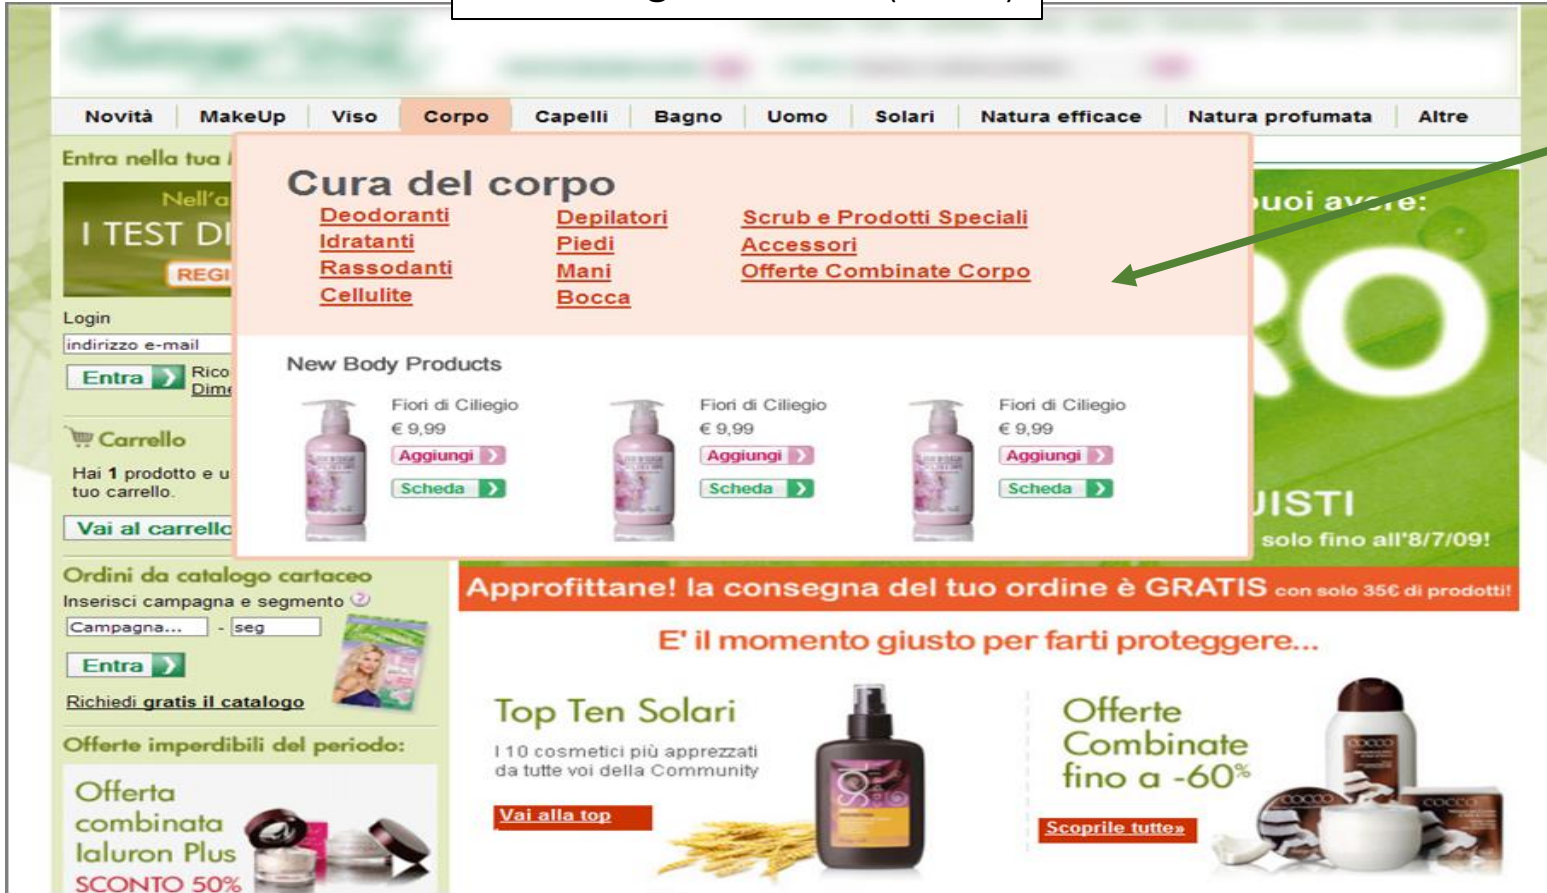 Novità MakeUp Viso Corpo Capelli Bagno Uomo Solari Natura efficace Natura profumata Altre
Entra nella tua
Nell'a
I TEST DI
REGI
Login
indirizzo e-mail
Entra
Rico
Dime
Carrello
Hai 1 prodotto e u
tuo carrello.
Vai al carrello
Ordini da catalogo cartaceo
Inserisci campagna e segmento ?
Campagna... - seg
Entra
Richiedi gratis il catalogo
Offerte imperdibili del periodo:
Offerta
combinata
Ialuron Plus
SCONTO 50%
Cura del corpo
Deodoranti
Idratanti
Rassodanti
Cellulite
Depilatori
Piedi
Mani
Bocca
Scrub e Prodotti Speciali
Accessori
Offerte Combinate Corpo
New Body Products
Fiori di Ciliegio
€ 9,99
Aggiungi
Scheda
Fiori di Ciliegio
€ 9,99
Aggiungi
Scheda
Fiori di Ciliegio
€ 9,99
Aggiungi
Scheda
puoi avere:
RO
UISTI
solo fino all'8/7/09!
Approfittane! la consegna del tuo ordine è GRATIS con solo 35€ di prodotti!
E' il momento giusto per farti proteggere...
Top Ten Solari
I 10 cosmetici più apprezzati
da tutte voi della Community
Vai alla top
SOL
Offerte
Combinate
fino a -60%
Scoprile tutte»
COCCO
COCCO
COCCO